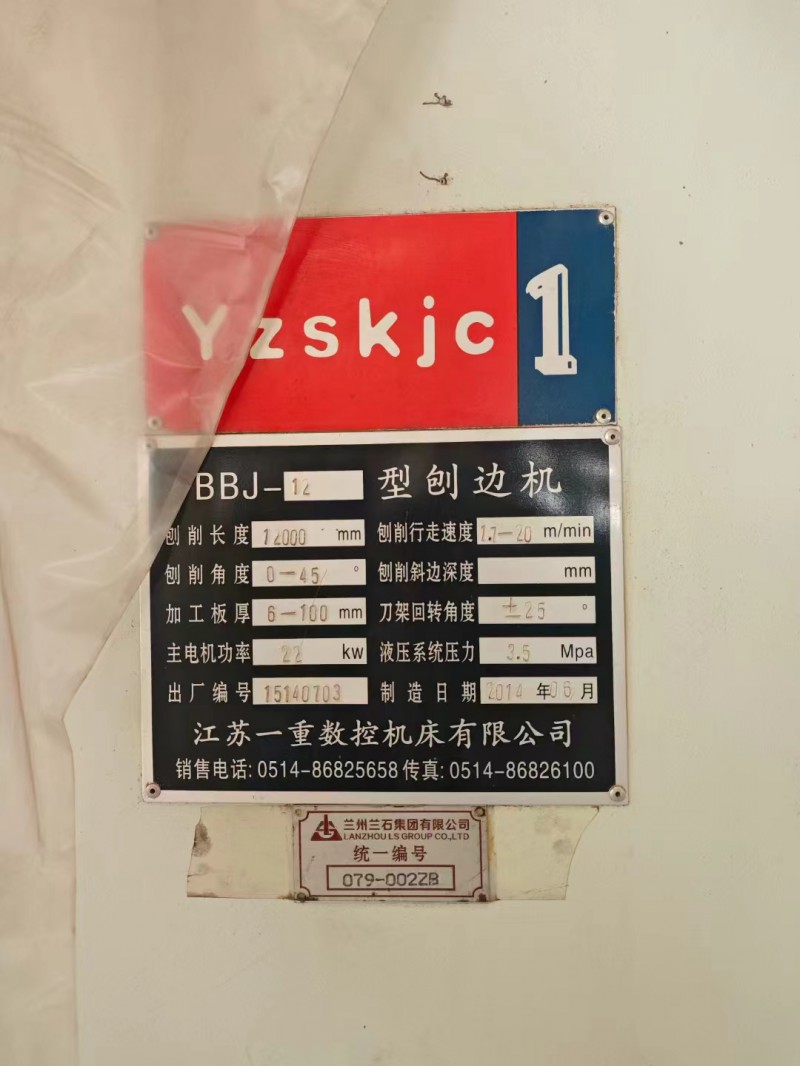 Yzskjc 1
BBJ-12 型刨边机
刨削长度 12000 mm 刨削行走速度 1.7-20 m/min
刨削角度 0-45 ° 刨削斜边深度 mm
加工板厚 6-100 mm 刀架回转角度 ±25 °
主电机功率 22 kw 液压系统压力 3.5 Mpa
出厂编号 15140703 制造日期 2014 年 06 月
江苏一重数控机床有限公司
销售电话: 0514-86825658 传真: 0514-86826100
兰州兰石集团有限公司
LANZHOU LS GROUP CO.,LTD
统一编号
079-002ZB